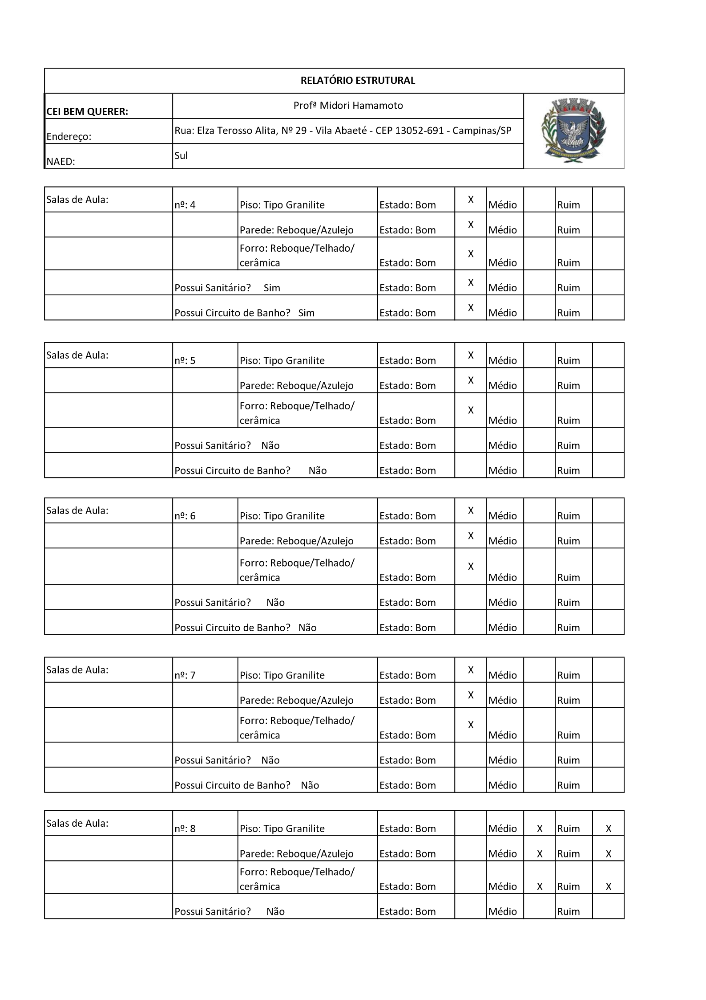 RELATÓRIO ESTRUTURAL
CEI BEM QUERER: Profª Midori Hamamoto
Endereço: Rua: Elza Terosso Alita, Nº 29 - Vila Abaeté - CEP 13052-691 - Campinas/SP
NAED: Sul
Salas de Aula: nº: 4 Piso: Tipo Granilite Estado: Bom X Médio Ruim
Parede: Reboque/Azulejo Estado: Bom X Médio Ruim
Forro: Reboque/Telhado/
cerâmica Estado: Bom X Médio Ruim
Possui Sanitário? Sim Estado: Bom X Médio Ruim
Possui Circuito de Banho? Sim Estado: Bom X Médio Ruim
Salas de Aula: nº: 5 Piso: Tipo Granilite Estado: Bom X Médio Ruim
Parede: Reboque/Azulejo Estado: Bom X Médio Ruim
Forro: Reboque/Telhado/
cerâmica Estado: Bom X Médio Ruim
Possui Sanitário? Não Estado: Bom Médio Ruim
Possui Circuito de Banho? Não Estado: Bom Médio Ruim
Salas de Aula: nº: 6 Piso: Tipo Granilite Estado: Bom X Médio Ruim
Parede: Reboque/Azulejo Estado: Bom X Médio Ruim
Forro: Reboque/Telhado/
cerâmica Estado: Bom X Médio Ruim
Possui Sanitário? Não Estado: Bom Médio Ruim
Possui Circuito de Banho? Não Estado: Bom Médio Ruim
Salas de Aula: nº: 7 Piso: Tipo Granilite Estado: Bom X Médio Ruim
Parede: Reboque/Azulejo Estado: Bom X Médio Ruim
Forro: Reboque/Telhado/
cerâmica Estado: Bom X Médio Ruim
Possui Sanitário? Não Estado: Bom Médio Ruim
Possui Circuito de Banho? Não Estado: Bom Médio Ruim
Salas de Aula: nº: 8 Piso: Tipo Granilite Estado: Bom Médio X Ruim X
Parede: Reboque/Azulejo Estado: Bom Médio X Ruim X
Forro: Reboque/Telhado/
cerâmica Estado: Bom Médio X Ruim X
Possui Sanitário? Não Estado: Bom Médio Ruim